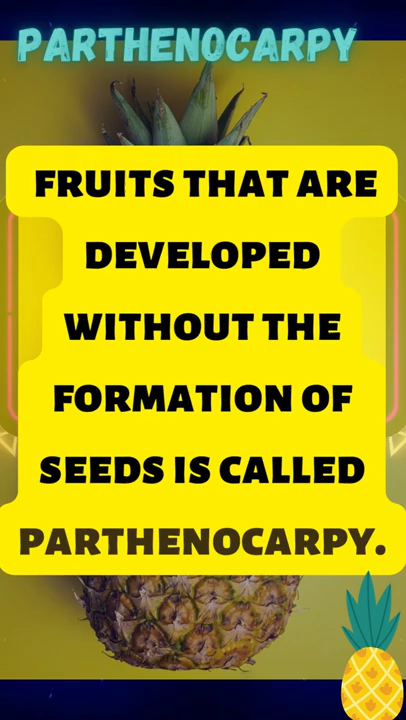 PARTHENOCARPY
FRUITS THAT ARE
DEVELOPED
WITHOUT THE
FORMATION OF
SEEDS IS CALLED
PARTHENOCARPY.